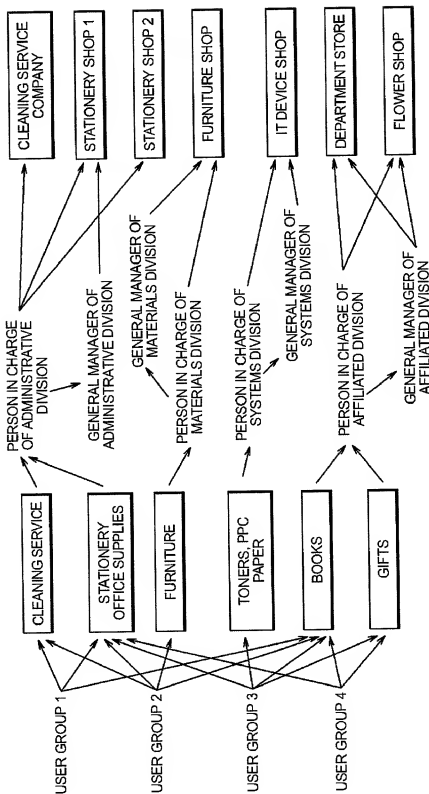 USER GROUP 1
USER GROUP 2
USER GROUP 3
USER GROUP 4
CLEANING SERVICE
STATIONERY
OFFICE SUPPLIES
FURNITURE
TONERS, PPC
PAPER
BOOKS
GIFTS
PERSON IN CHARGE
OF ADMINISTRATIVE
DIVISION
GENERAL MANAGER OF
ADMINISTRATIVE DIVISION
GENERAL MANAGER OF
MATERIALS DIVISION
PERSON IN CHARGE OF
MATERIALS DIVISION
PERSON IN CHARGE OF
SYSTEMS DIVISION
GENERAL MANAGER OF
SYSTEMS DIVISION
PERSON IN CHARGE OF
AFFILIATED DIVISION
GENERAL MANAGER OF
AFFILIATED DIVISION
CLEANING SERVICE
COMPANY
STATIONERY SHOP 1
STATIONERY SHOP 2
FURNITURE SHOP
IT DEVICE SHOP
DEPARTMENT STORE
FLOWER SHOP